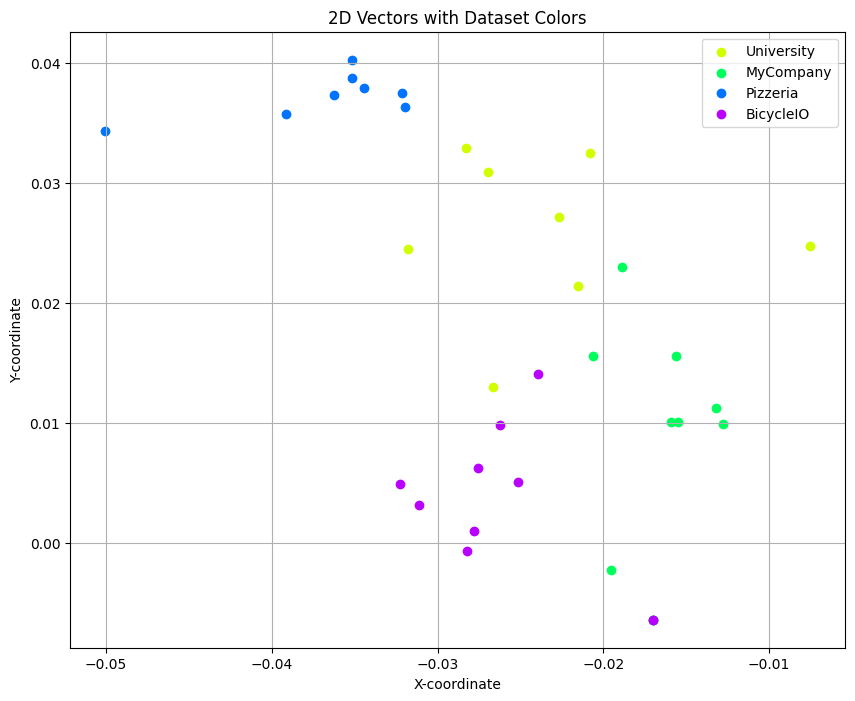 2D Vectors with Dataset Colors
University
MyCompany
Pizzeria
BicycleIO
0.04
0.03
0.02
0.01
0.00
Y-coordinate
−0.05 −0.04 −0.03 −0.02 −0.01
X-coordinate